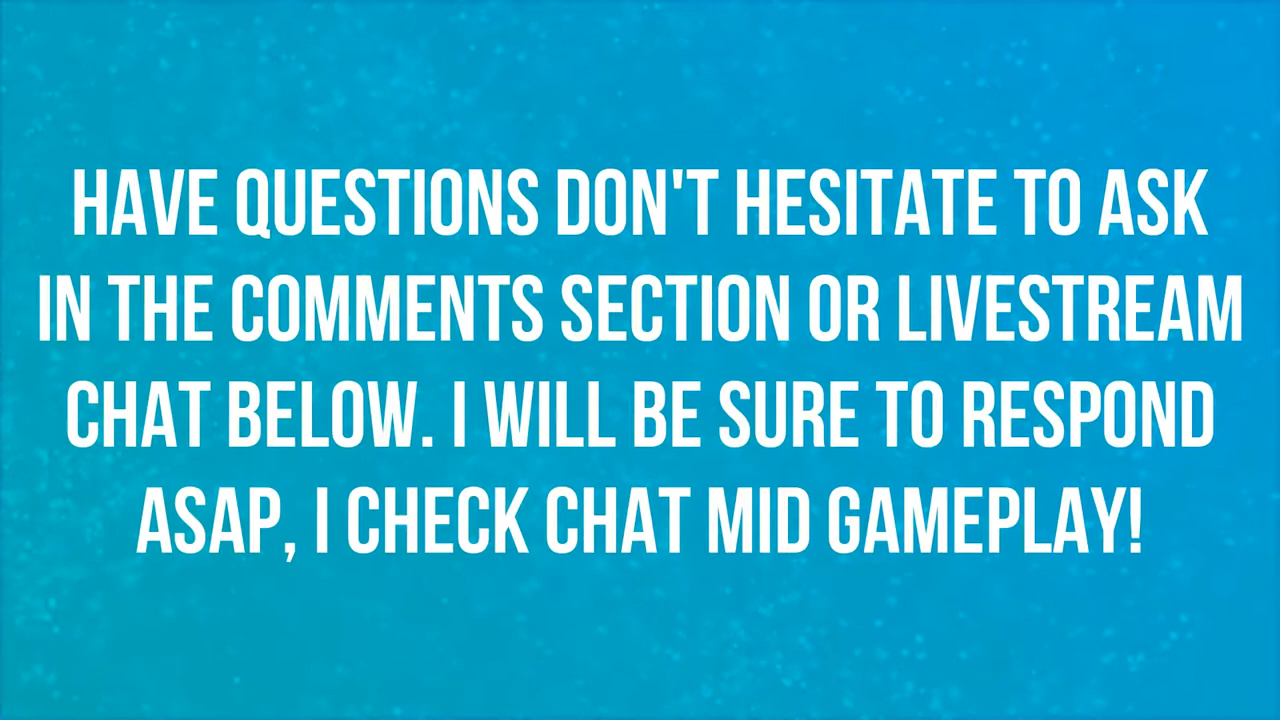 HAVE QUESTIONS DON'T HESITATE TO ASK
IN THE COMMENTS SECTION OR LIVESTREAM
CHAT BELOW. I WILL BE SURE TO RESPOND
ASAP, I CHECK CHAT MID GAMEPLAY!